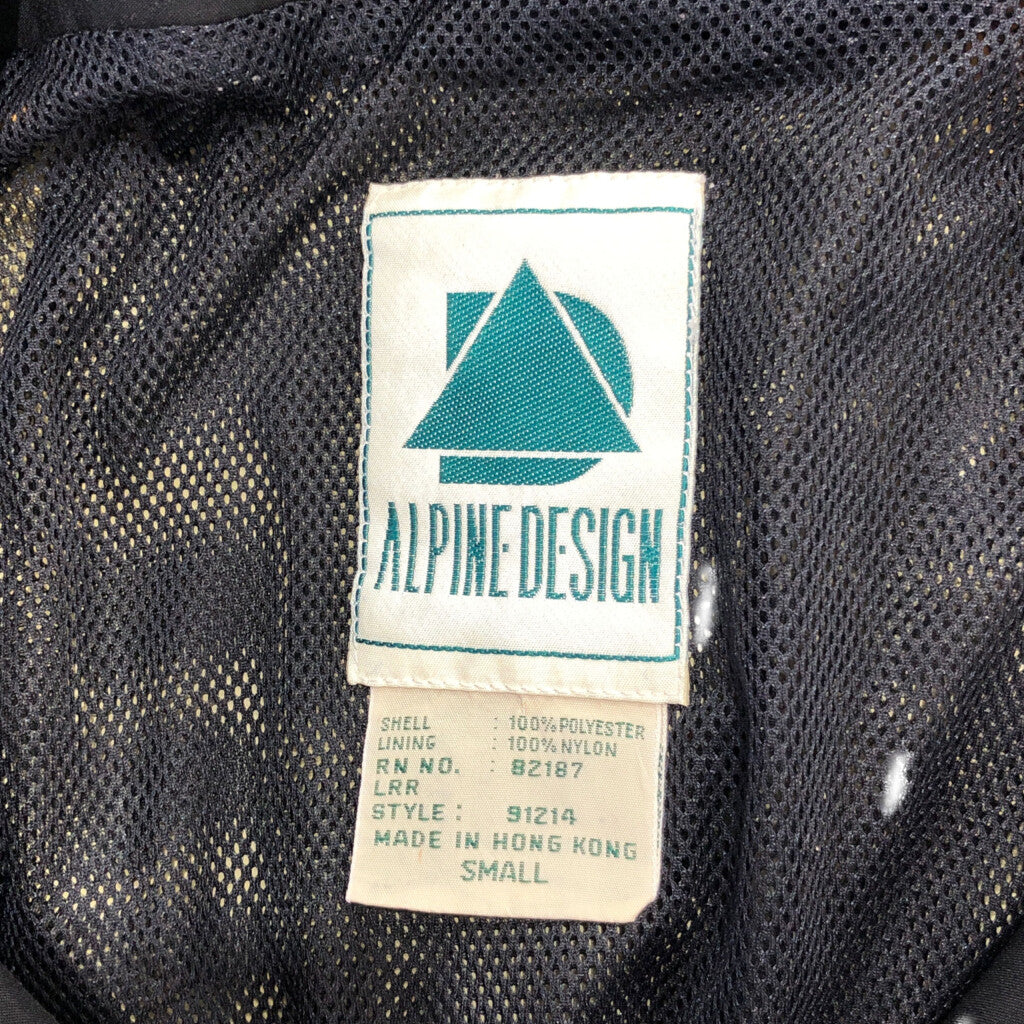 D
ALPINE DESIGN
SHELL : 100% POLYESTER
LINING : 100% NYLON
RN NO. : 82187
LRR
STYLE : 91214
MADE IN HONG KONG
SMALL